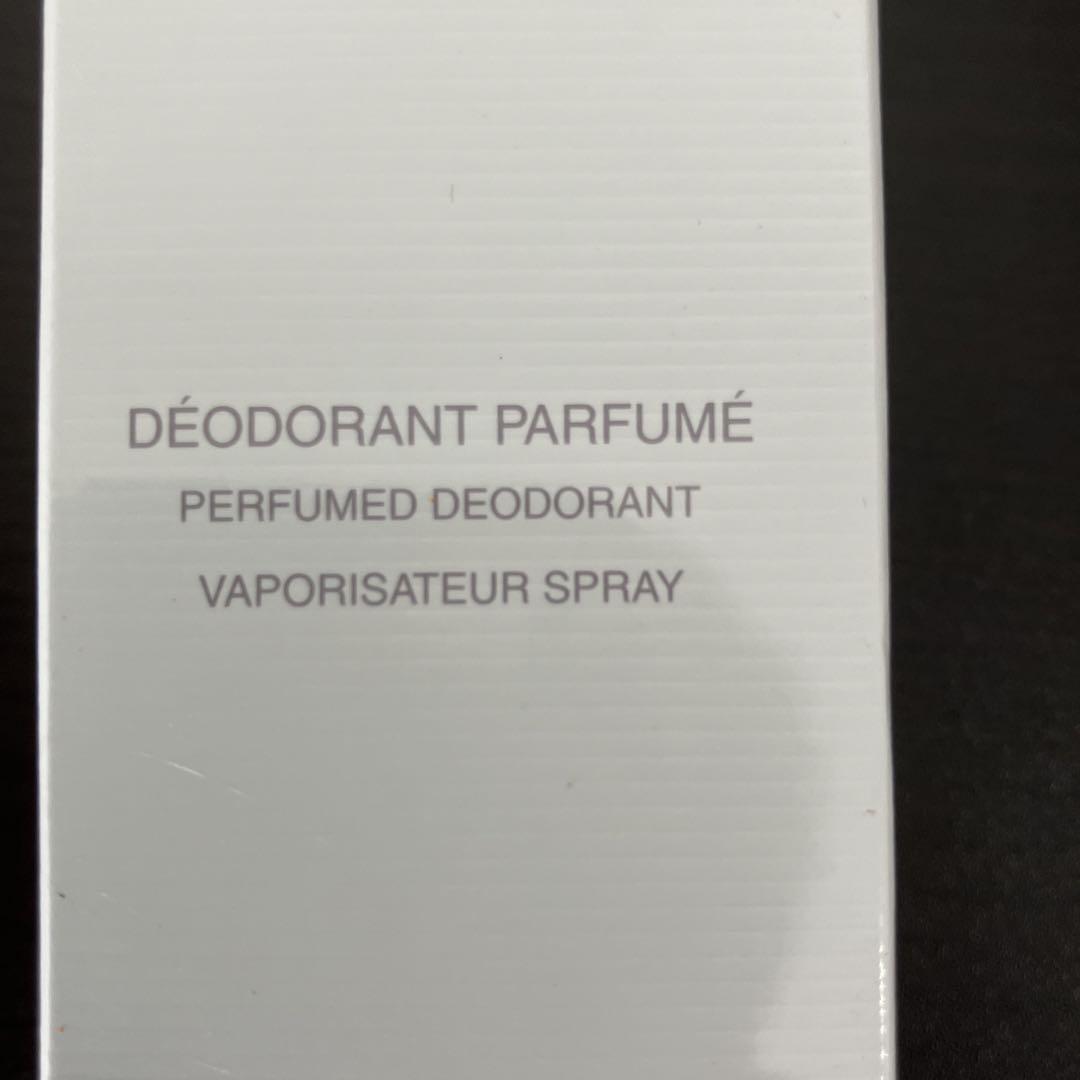 DÉODORANT PARFUMÉ
PERFUMED DEODORANT
VAPORISATEUR SPRAY